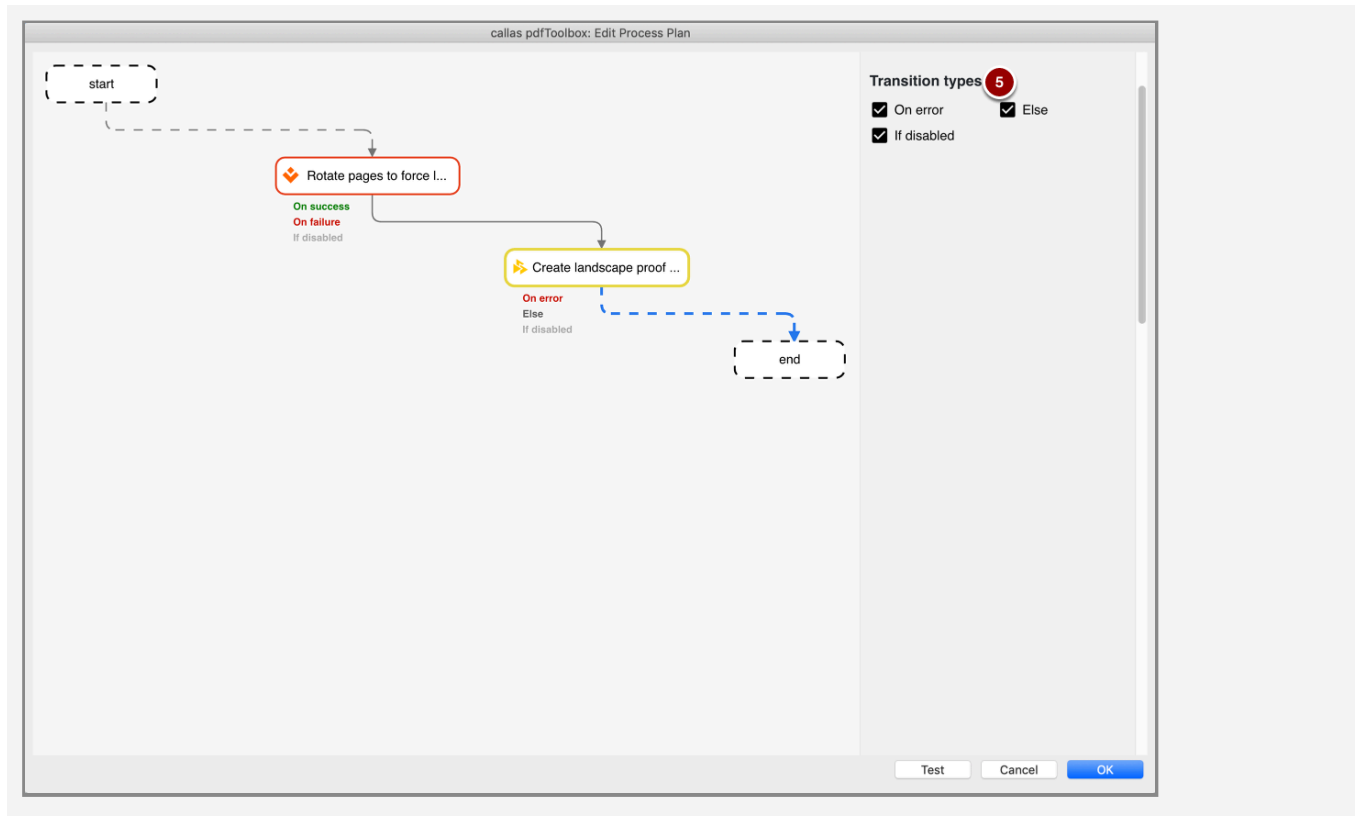 callas pdfToolbox: Edit Process Plan
start
Transition types 5
On error Else
If disabled
Rotate pages to force l...
On success
On failure
If disabled
Create landscape proof ...
On error
Else
If disabled
end
Test Cancel OK